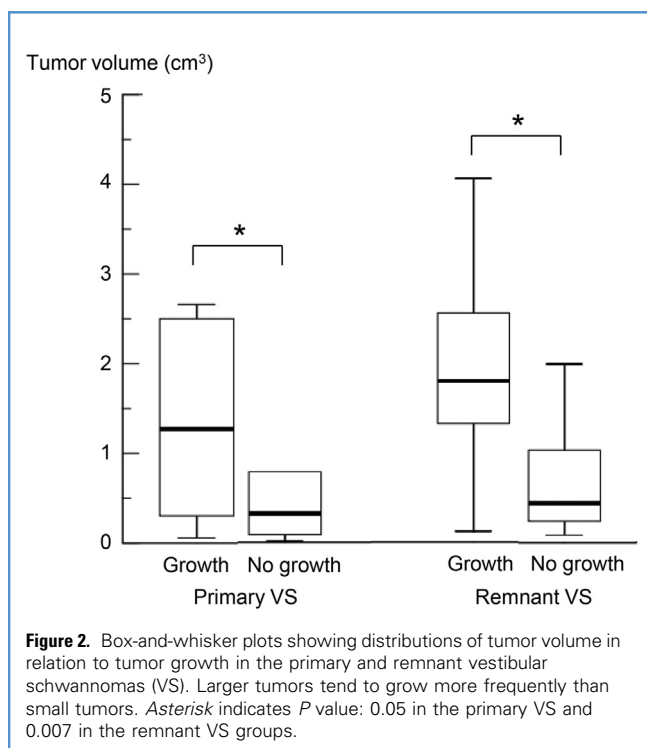 Tumor volume (cm³)
5
4
3
2
1
0
*
*
Growth No growth Growth No growth
Primary VS Remnant VS
Figure 2. Box-and-whisker plots showing distributions of tumor volume in
relation to tumor growth in the primary and remnant vestibular
schwannomas (VS). Larger tumors tend to grow more frequently than
small tumors. Asterisk indicates P value: 0.05 in the primary VS and
0.007 in the remnant VS groups.